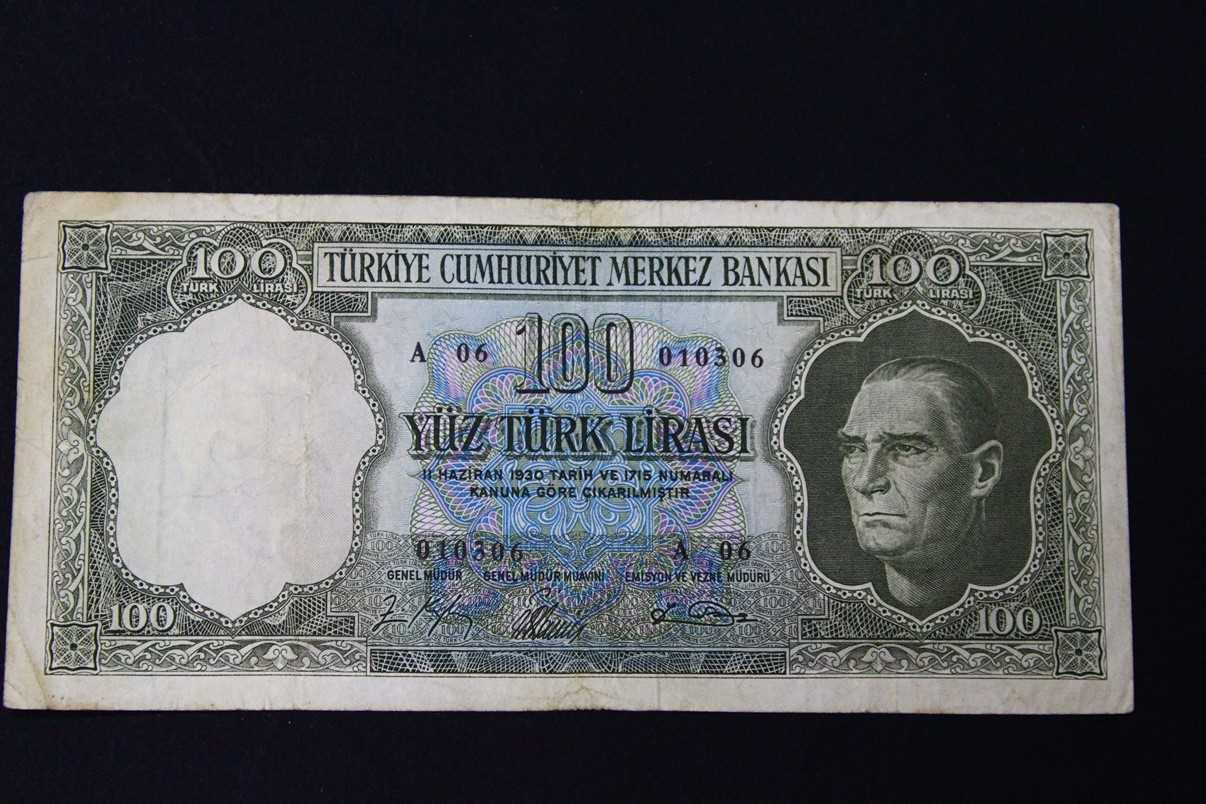 100
TÜRK LİRASI
TÜRKİYE CUMHURİYET MERKEZ BANKASI
100
TÜRK LİRASI
A 06
100
010306
YÜZ TÜRK LİRASI
11 HAZİRAN 1930 TARİH VE 1715 NUMARALI
KANUNA GÖRE ÇIKARILMIŞTIR
010306
A 06
GENEL MÜDÜR
GENEL MÜDÜR MUAVİNİ
EMİSYON VE VEZNE MÜDÜRÜ
100
100